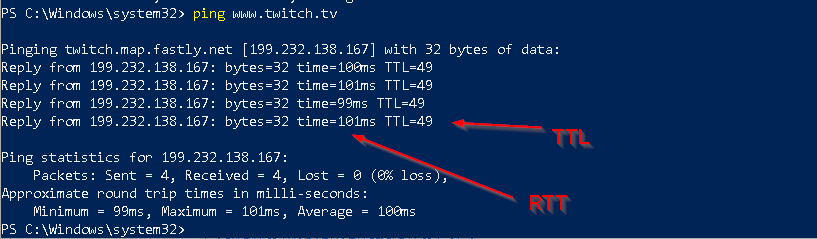 PS C:\Windows\system32> ping www.twitch.tv
Pinging twitch.map.fastly.net [199.232.138.167] with 32 bytes of data:
Reply from 199.232.138.167: bytes=32 time=100ms TTL=49
Reply from 199.232.138.167: bytes=32 time=101ms TTL=49
Reply from 199.232.138.167: bytes=32 time=99ms TTL=49
Reply from 199.232.138.167: bytes=32 time=101ms TTL=49
TTL
Ping statistics for 199.232.138.167:
    Packets: Sent = 4, Received = 4, Lost = 0 (0% loss),
Approximate round trip times in milli-seconds:
RTT
    Minimum = 99ms, Maximum = 101ms, Average = 100ms
PS C:\Windows\system32>